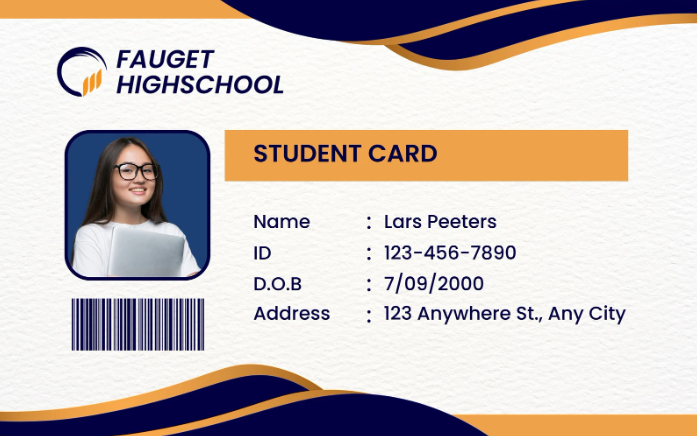 FAUGET
HIGHSCHOOL
STUDENT CARD
Name : Lars Peeters
ID : 123-456-7890
D.O.B : 7/09/2000
Address : 123 Anywhere St., Any City